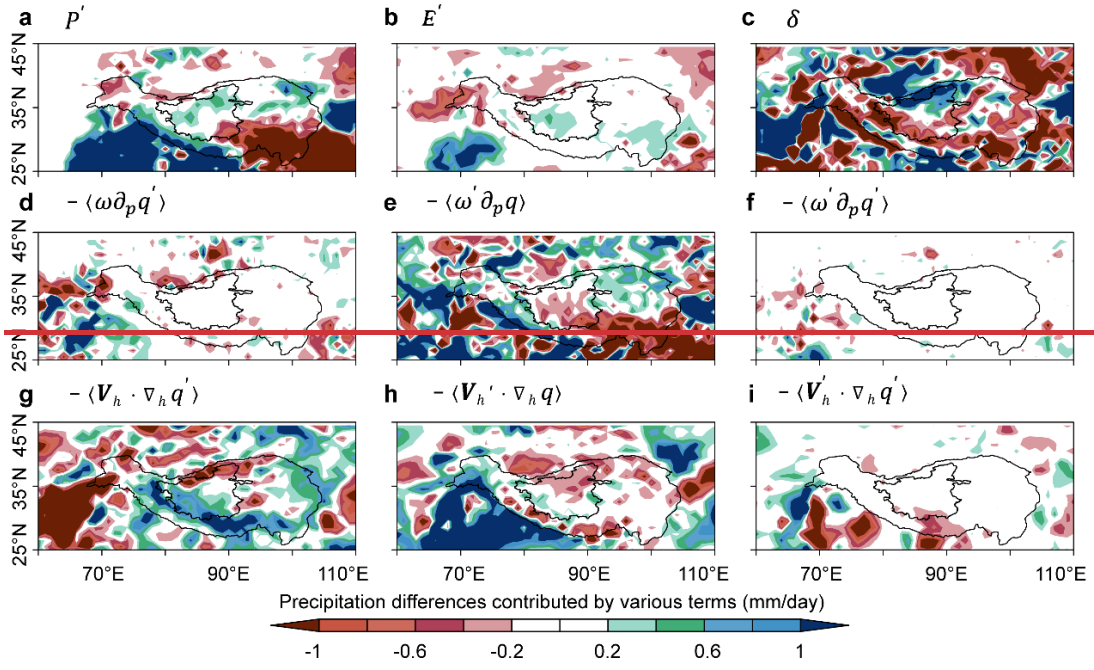 a P′ b E′ c δ
45°N
35°N
25°N
d − ⟨ω∂ₚq′⟩ e − ⟨ω′∂ₚq⟩ f − ⟨ω′∂ₚq′⟩
45°N
35°N
25°N
g − ⟨𝑽ₕ · ∇ₕq′⟩ h − ⟨𝑽ₕ′ · ∇ₕq⟩ i − ⟨𝑽ₕ′ · ∇ₕq′⟩
45°N
35°N
25°N
70°E 90°E 110°E 70°E 90°E 110°E 70°E 90°E 110°E
Precipitation differences contributed by various terms (mm/day)
-1 -0.6 -0.2 0.2 0.6 1